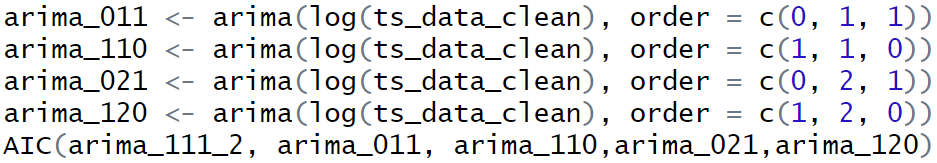 arima_011 <- arima(log(ts_data_clean), order = c(0, 1, 1))
arima_110 <- arima(log(ts_data_clean), order = c(1, 1, 0))
arima_021 <- arima(log(ts_data_clean), order = c(0, 2, 1))
arima_120 <- arima(log(ts_data_clean), order = c(1, 2, 0))
AIC(arima_111_2, arima_011, arima_110,arima_021,arima_120)